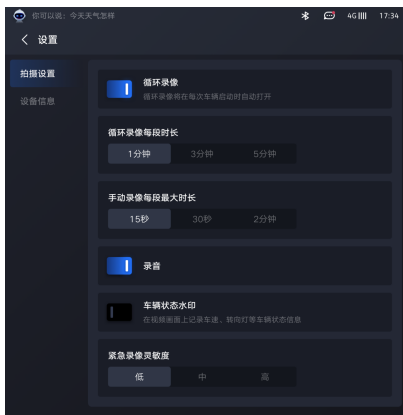 你可以说：今天天气怎样
4G
17:34
设置
拍摄设置
设备信息
循环录像
循环录像将在每次车辆启动时自动打开
循环录像每段时长
1分钟 3分钟 5分钟
手动录像每段最大时长
15秒 30秒 2分钟
录音
车辆状态水印
在视频画面上记录车速，转向灯等车辆状态信息
紧急录像灵敏度
低 中 高